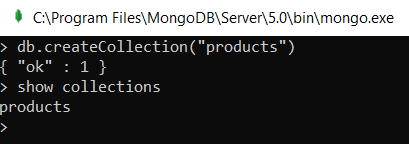 C:\Program Files\MongoDB\Server\5.0\bin\mongo.exe
> db.createCollection("products")
{ "ok" : 1 }
> show collections
products
>